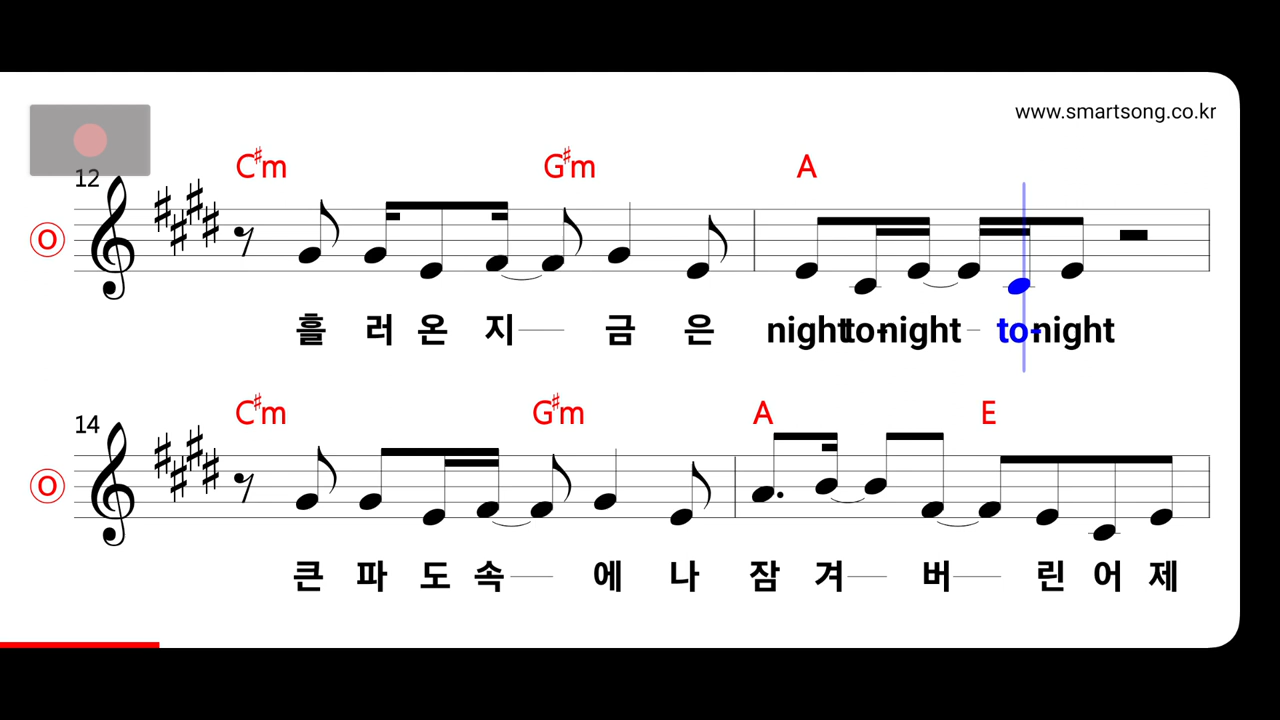 www.smartsong.co.kr
12
C♯m G♯m A
O
흘 러 온 지 금 은 night to-night to-night
14
C♯m G♯m A E
O
큰 파 도 속 에 나 잠 겨 버 린 어 제